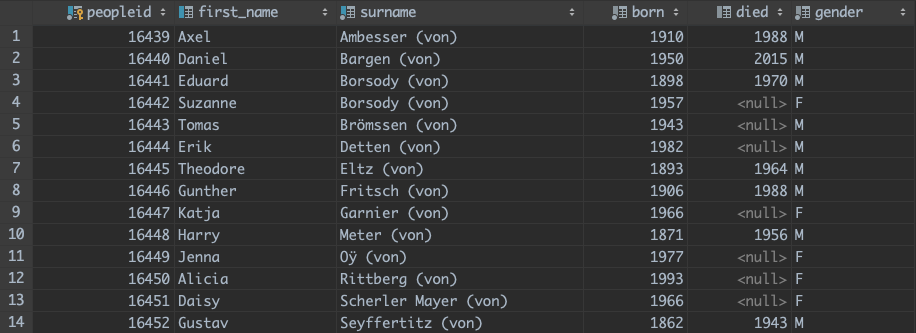 peopleid first_name surname born died gender
1 16439 Axel Ambesser (von) 1910 1988 M
2 16440 Daniel Bargen (von) 1950 2015 M
3 16441 Eduard Borsody (von) 1898 1970 M
4 16442 Suzanne Borsody (von) 1957 <null> F
5 16443 Tomas Brömssen (von) 1943 <null> M
6 16444 Erik Detten (von) 1982 <null> M
7 16445 Theodore Eltz (von) 1893 1964 M
8 16446 Gunther Fritsch (von) 1906 1988 M
9 16447 Katja Garnier (von) 1966 <null> F
10 16448 Harry Meter (von) 1871 1956 M
11 16449 Jenna Oÿ (von) 1977 <null> F
12 16450 Alicia Rittberg (von) 1993 <null> F
13 16451 Daisy Scherler Mayer (von) 1966 <null> F
14 16452 Gustav Seyffertitz (von) 1862 1943 M